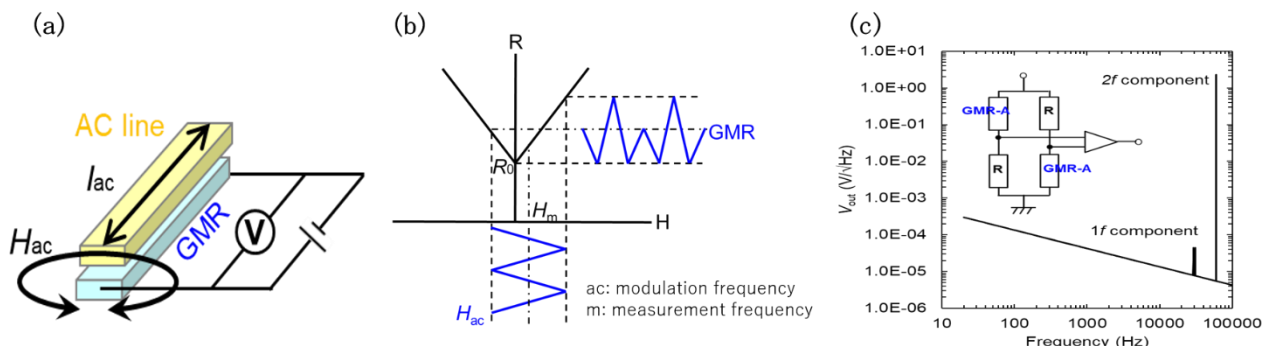 (a)
AC line
Iac
Hac
GMR
V
(b)
R
GMR
R0
Hm
H
Hac
ac: modulation frequency
m: measurement frequency
(c)
1.0E+01
1.0E+00
1.0E-01
1.0E-02
1.0E-03
1.0E-04
1.0E-05
1.0E-06
Vout (V/√Hz)
2f component
GMR-A
R
R
GMR-A
1f component
10
100
1000
10000
100000
Frequency (Hz)